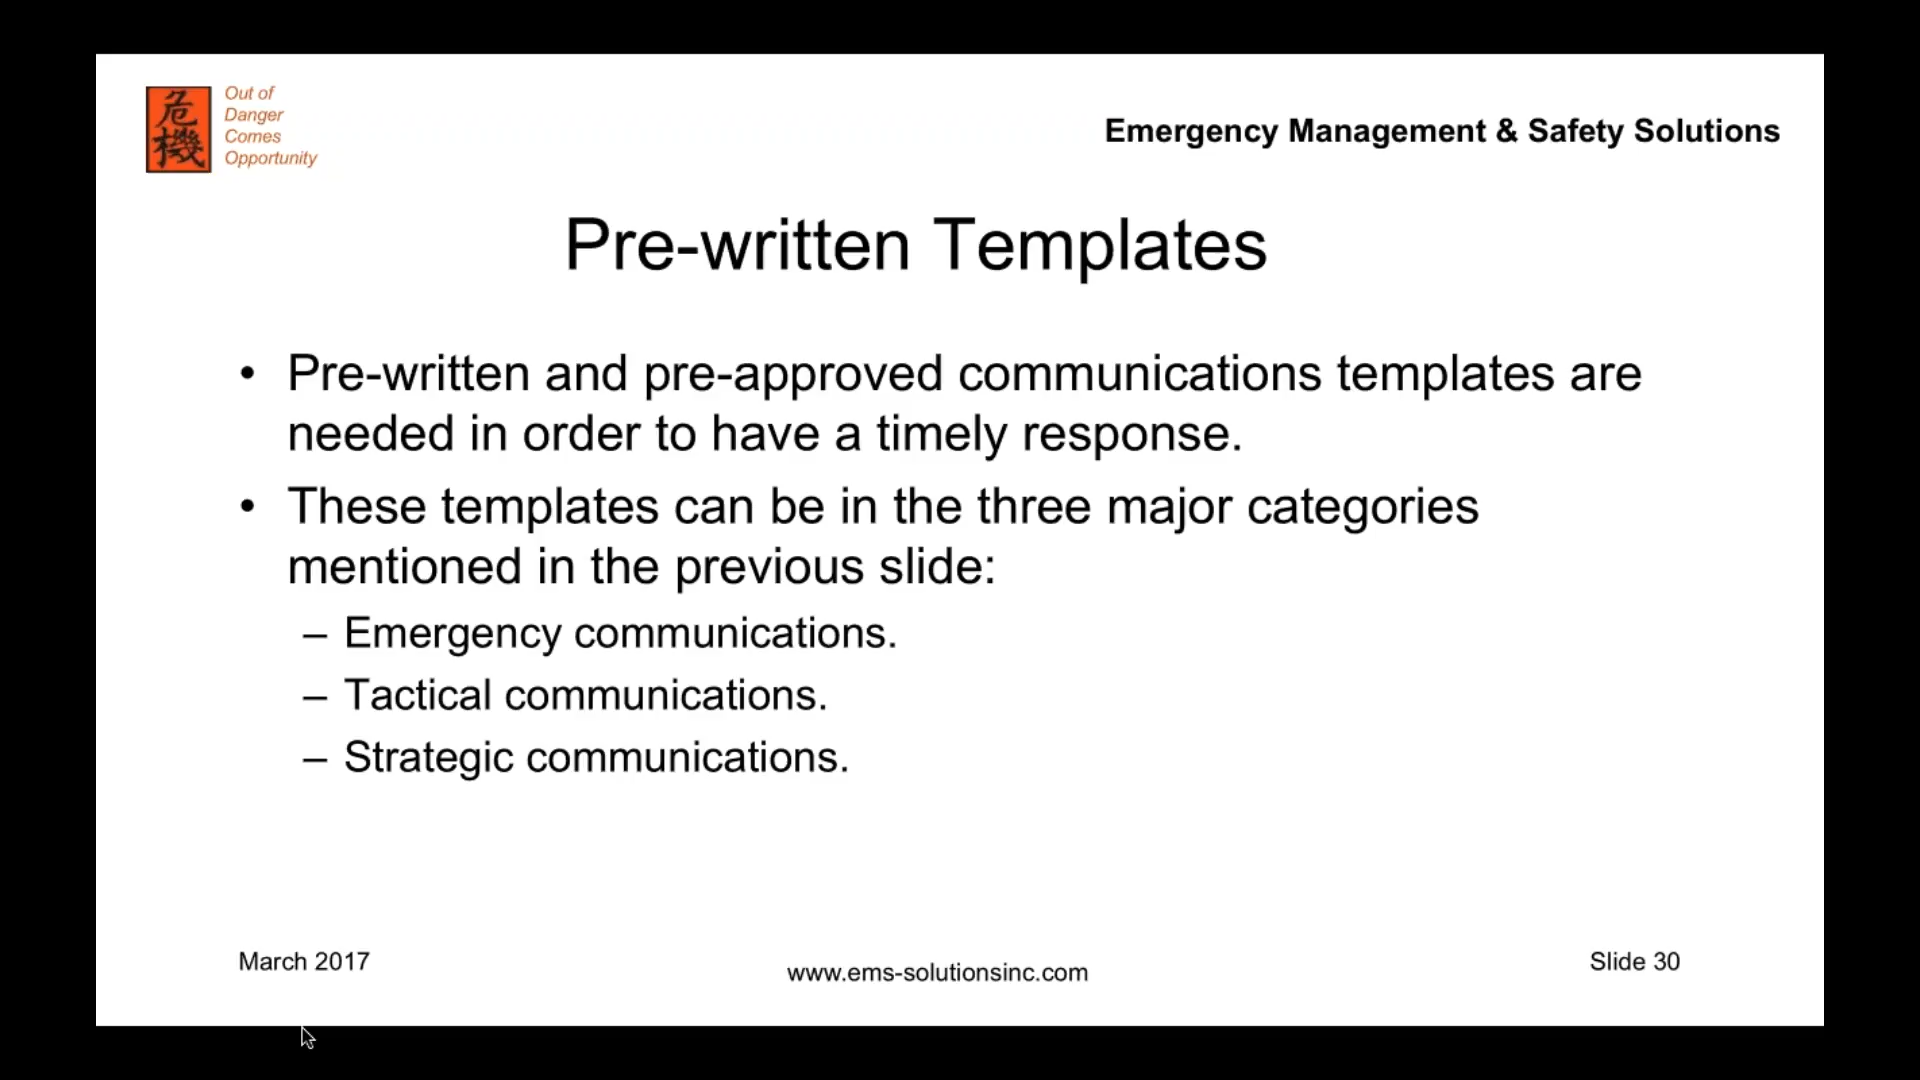 危
機
Out of
Danger
Comes
Opportunity
Emergency Management & Safety Solutions
Pre-written Templates
• Pre-written and pre-approved communications templates are
needed in order to have a timely response.
• These templates can be in the three major categories
mentioned in the previous slide:
– Emergency communications.
– Tactical communications.
– Strategic communications.
March 2017
www.ems-solutionsinc.com
Slide 30